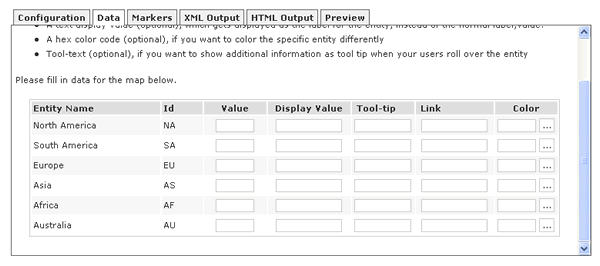 Configuration Data Markers XML Output HTML Output Preview
A text display value (optional), which gets displayed as the label for the entity, instead of the normal label,value.
A hex color code (optional), if you want to color the specific entity differently
Tool-text (optional), if you want to show additional information as tool tip when your users roll over the entity
Please fill in data for the map below.
Entity Name Id Value Display Value Tool-tip Link Color
North America NA ...
South America SA ...
Europe EU ...
Asia AS ...
Africa AF ...
Australia AU ...